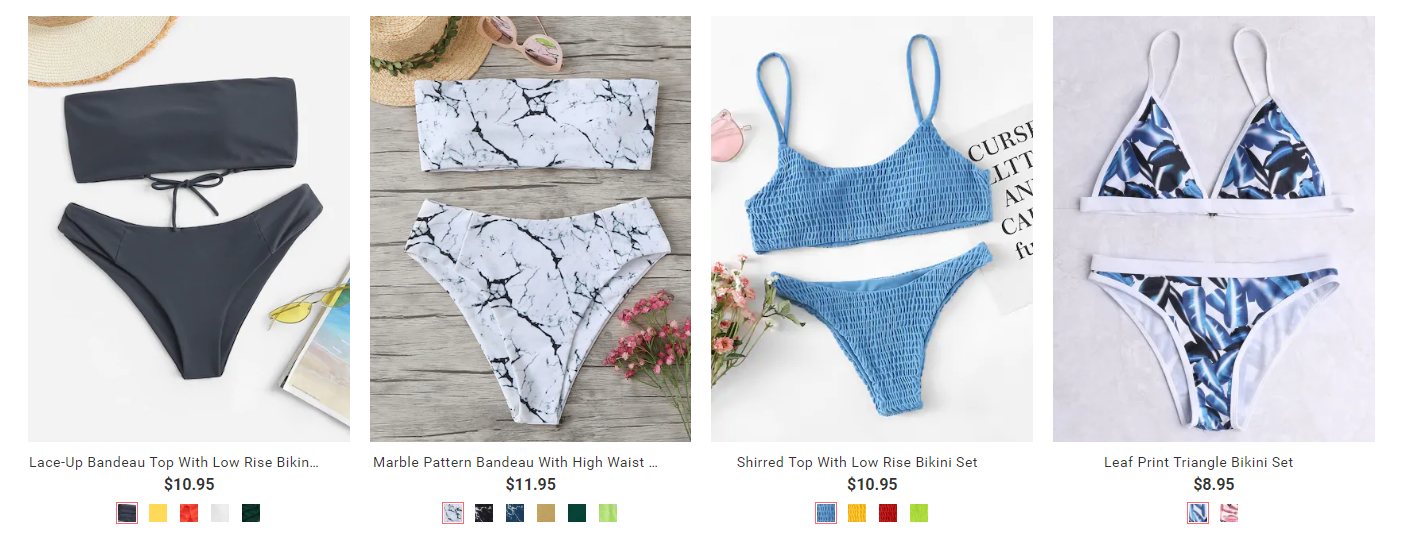 CURSE
LTT
AN
CA
fu
Lace-Up Bandeau Top With Low Rise Bikin...
$10.95
Marble Pattern Bandeau With High Waist ...
$11.95
Shirred Top With Low Rise Bikini Set
$10.95
Leaf Print Triangle Bikini Set
$8.95